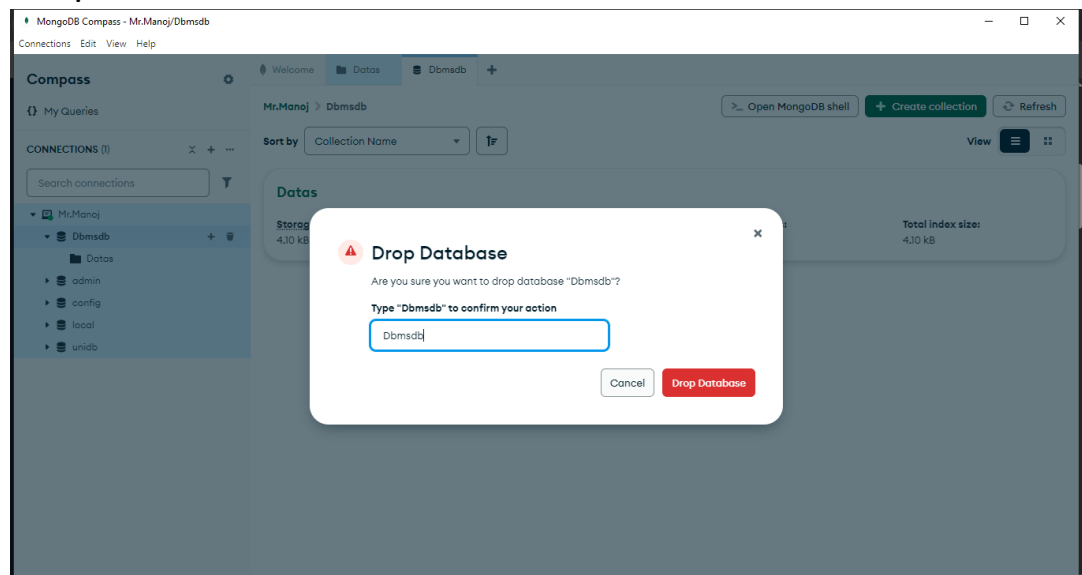 MongoDB Compass - Mr.Manoj/Dbmsdb
Connections Edit View Help
Compass
{} My Queries
CONNECTIONS (1)
Search connections
Mr.Manoj
Dbmsdb
Datas
admin
config
local
unidb
Welcome Datas Dbmsdb
Mr.Manoj > Dbmsdb
>_ Open MongoDB shell + Create collection Refresh
Sort by Collection Name View
Datas
Storag Total index size:
4.10 kB 4.10 kB
Drop Database
Are you sure you want to drop database "Dbmsdb"?
Type "Dbmsdb" to confirm your action
Dbmsdb
Cancel Drop Database